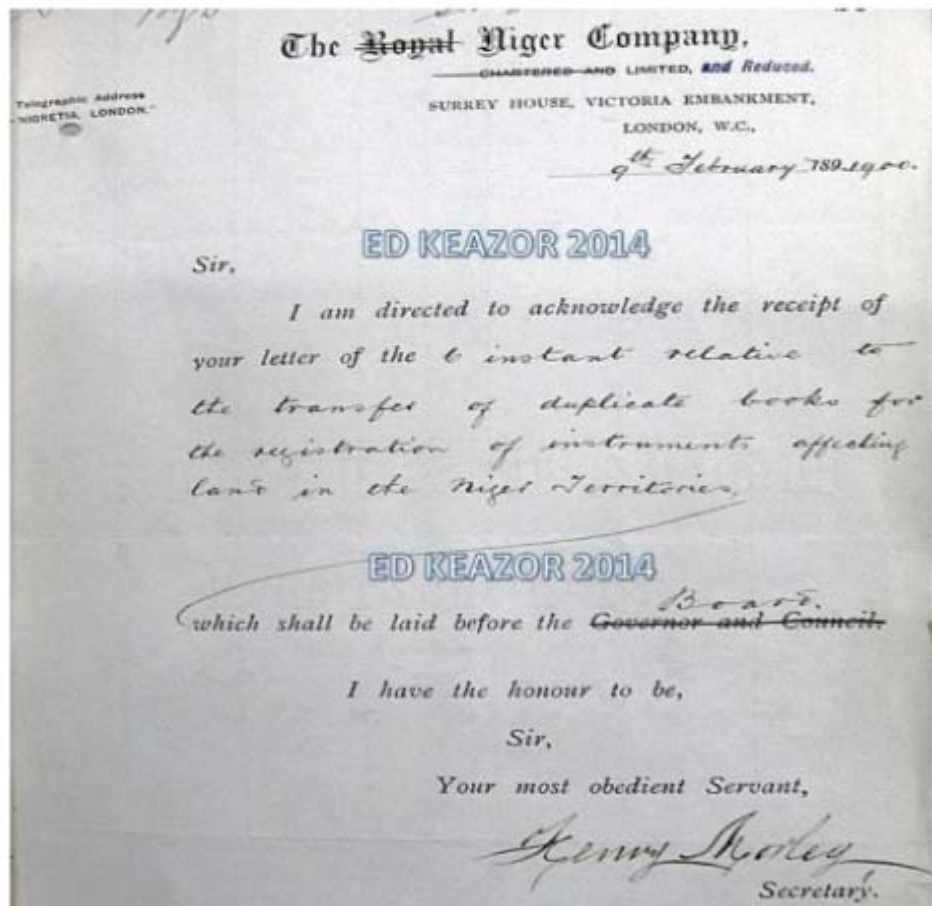 The Royal Niger Company,
CHARTERED AND LIMITED, and Reduced.
Telegraphic Address
"NIGRETIA, LONDON."
SURREY HOUSE, VICTORIA EMBANKMENT,
LONDON, W.C.,
9th February 189 1900.
ED KEAZOR 2014
Sir,
I am directed to acknowledge the receipt of
your letter of the 6 instant relative to
the transfer of duplicate books for
the registration of instruments affecting
land in the Niger Territories,
ED KEAZOR 2014
Board.
which shall be laid before the Governor and Council.
I have the honour to be,
Sir,
Your most obedient Servant,
Henry Morley
Secretary.